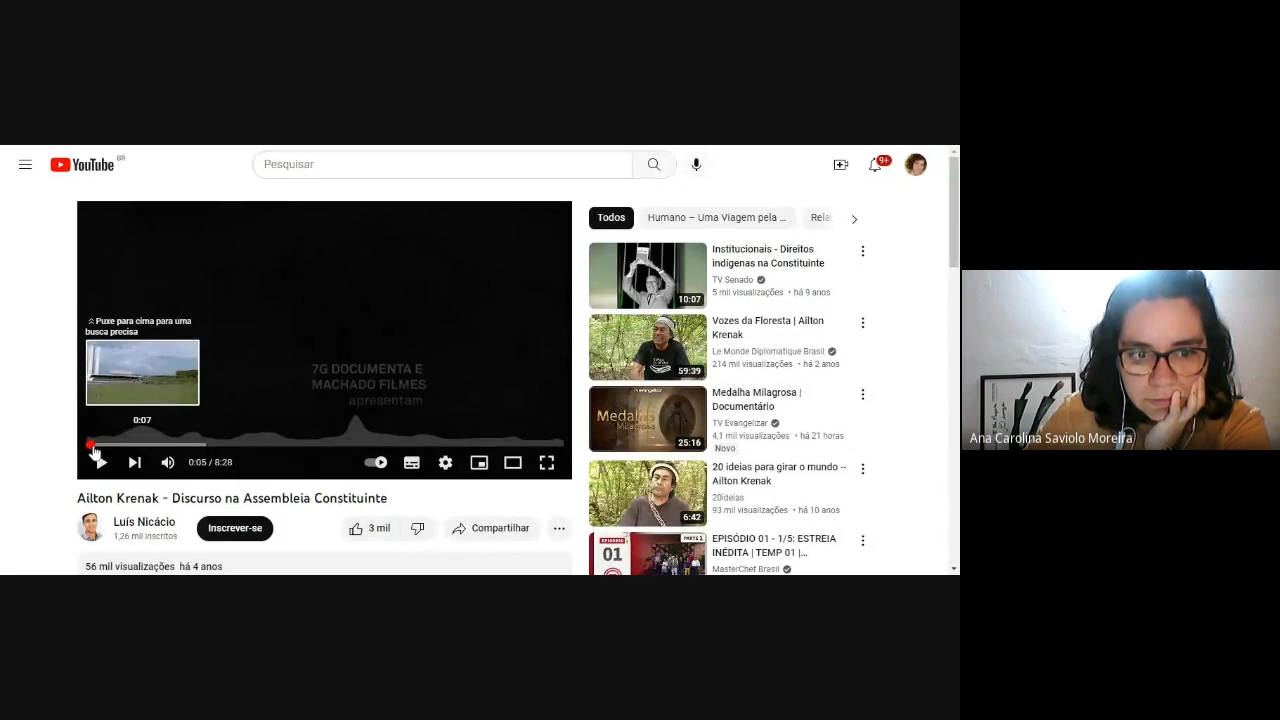 YouTube BR
Pesquisar
9+
Puxe para cima para uma
busca precisa
7G DOCUMENTA E
MACHADO FILMES
apresentam
0:07
0:05 / 8:28
Ailton Krenak - Discurso na Assembleia Constituinte
Luís Nicácio
1,26 mil inscritos
Inscrever-se
3 mil
Compartilhar
56 mil visualizações há 4 anos
Todos
Humano – Uma Viagem pela ...
Rela
10:07
Institucionais - Direitos
indígenas na Constituinte
TV Senado
5 mil visualizações • há 9 anos
59:39
Vozes da Floresta | Ailton
Krenak
Le Monde Diplomatique Brasil
214 mil visualizações • há 2 anos
25:16
Medalha Milagrosa |
Documentário
TV Evangelizar
4,1 mil visualizações • há 21 horas
Novo
6:42
20 ideias para girar o mundo --
Ailton Krenak
20ideias
93 mil visualizações • há 10 anos
EPISÓDIO
01
PARTE 1
EPISÓDIO 01 - 1/5: ESTREIA
INÉDITA | TEMP 01 |...
MasterChef Brasil
Ana Carolina Saviolo Moreira